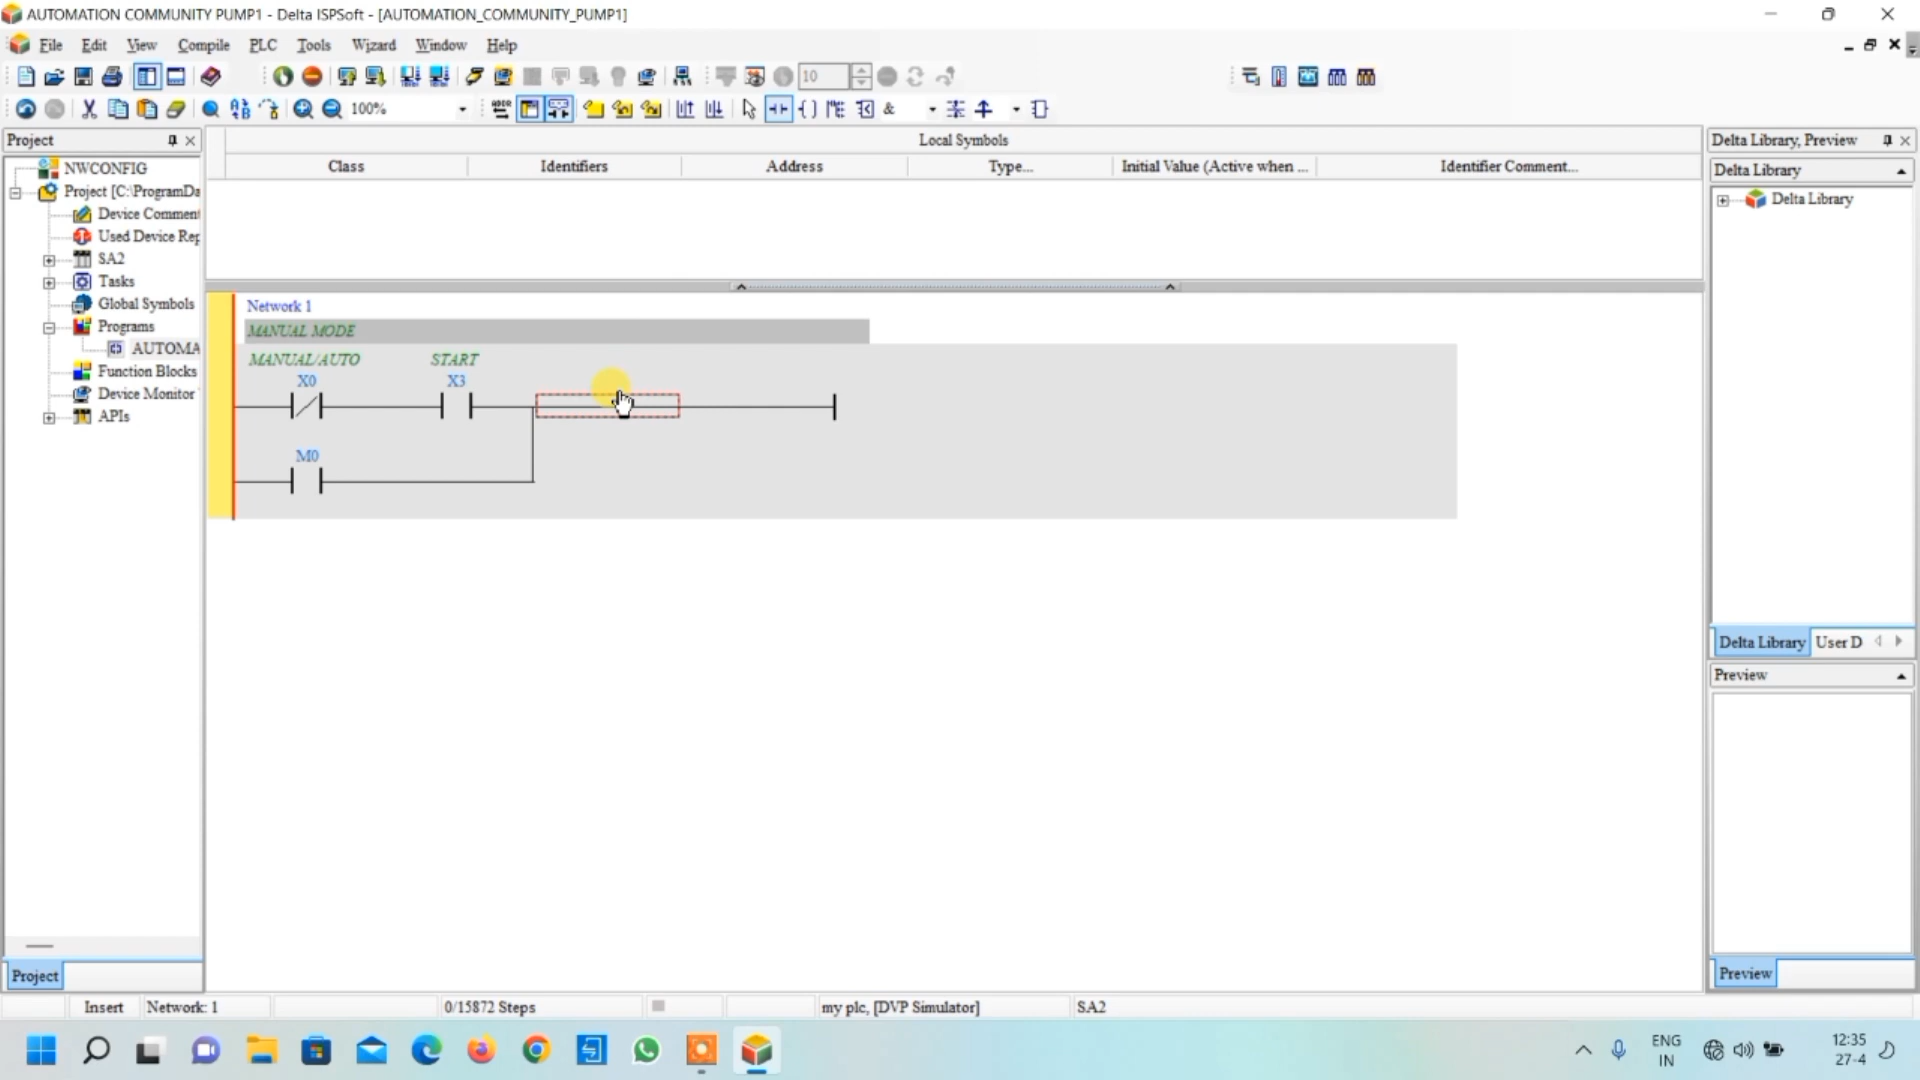 AUTOMATION COMMUNITY PUMP1 - Delta ISPSoft - [AUTOMATION_COMMUNITY_PUMP1]
File Edit View Compile PLC Tools Wizard Window Help
10
100%
&
Project
NWCONFIG
Project [C:\ProgramDa
Device Commen
Used Device Rep
SA2
Tasks
Global Symbols
Programs
AUTOMA
Function Blocks
Device Monitor
APIs
Project
Local Symbols
Class Identifiers Address Type... Initial Value (Active when ... Identifier Comment...
Network 1
MANUAL MODE
MANUAL/AUTO START
X0 X3
M0
Delta Library, Preview
Delta Library
Delta Library
Delta Library User D
Preview
Preview
Insert Network: 1 0/15872 Steps my plc, [DVP Simulator] SA2
ENG
IN
12:35
27-4